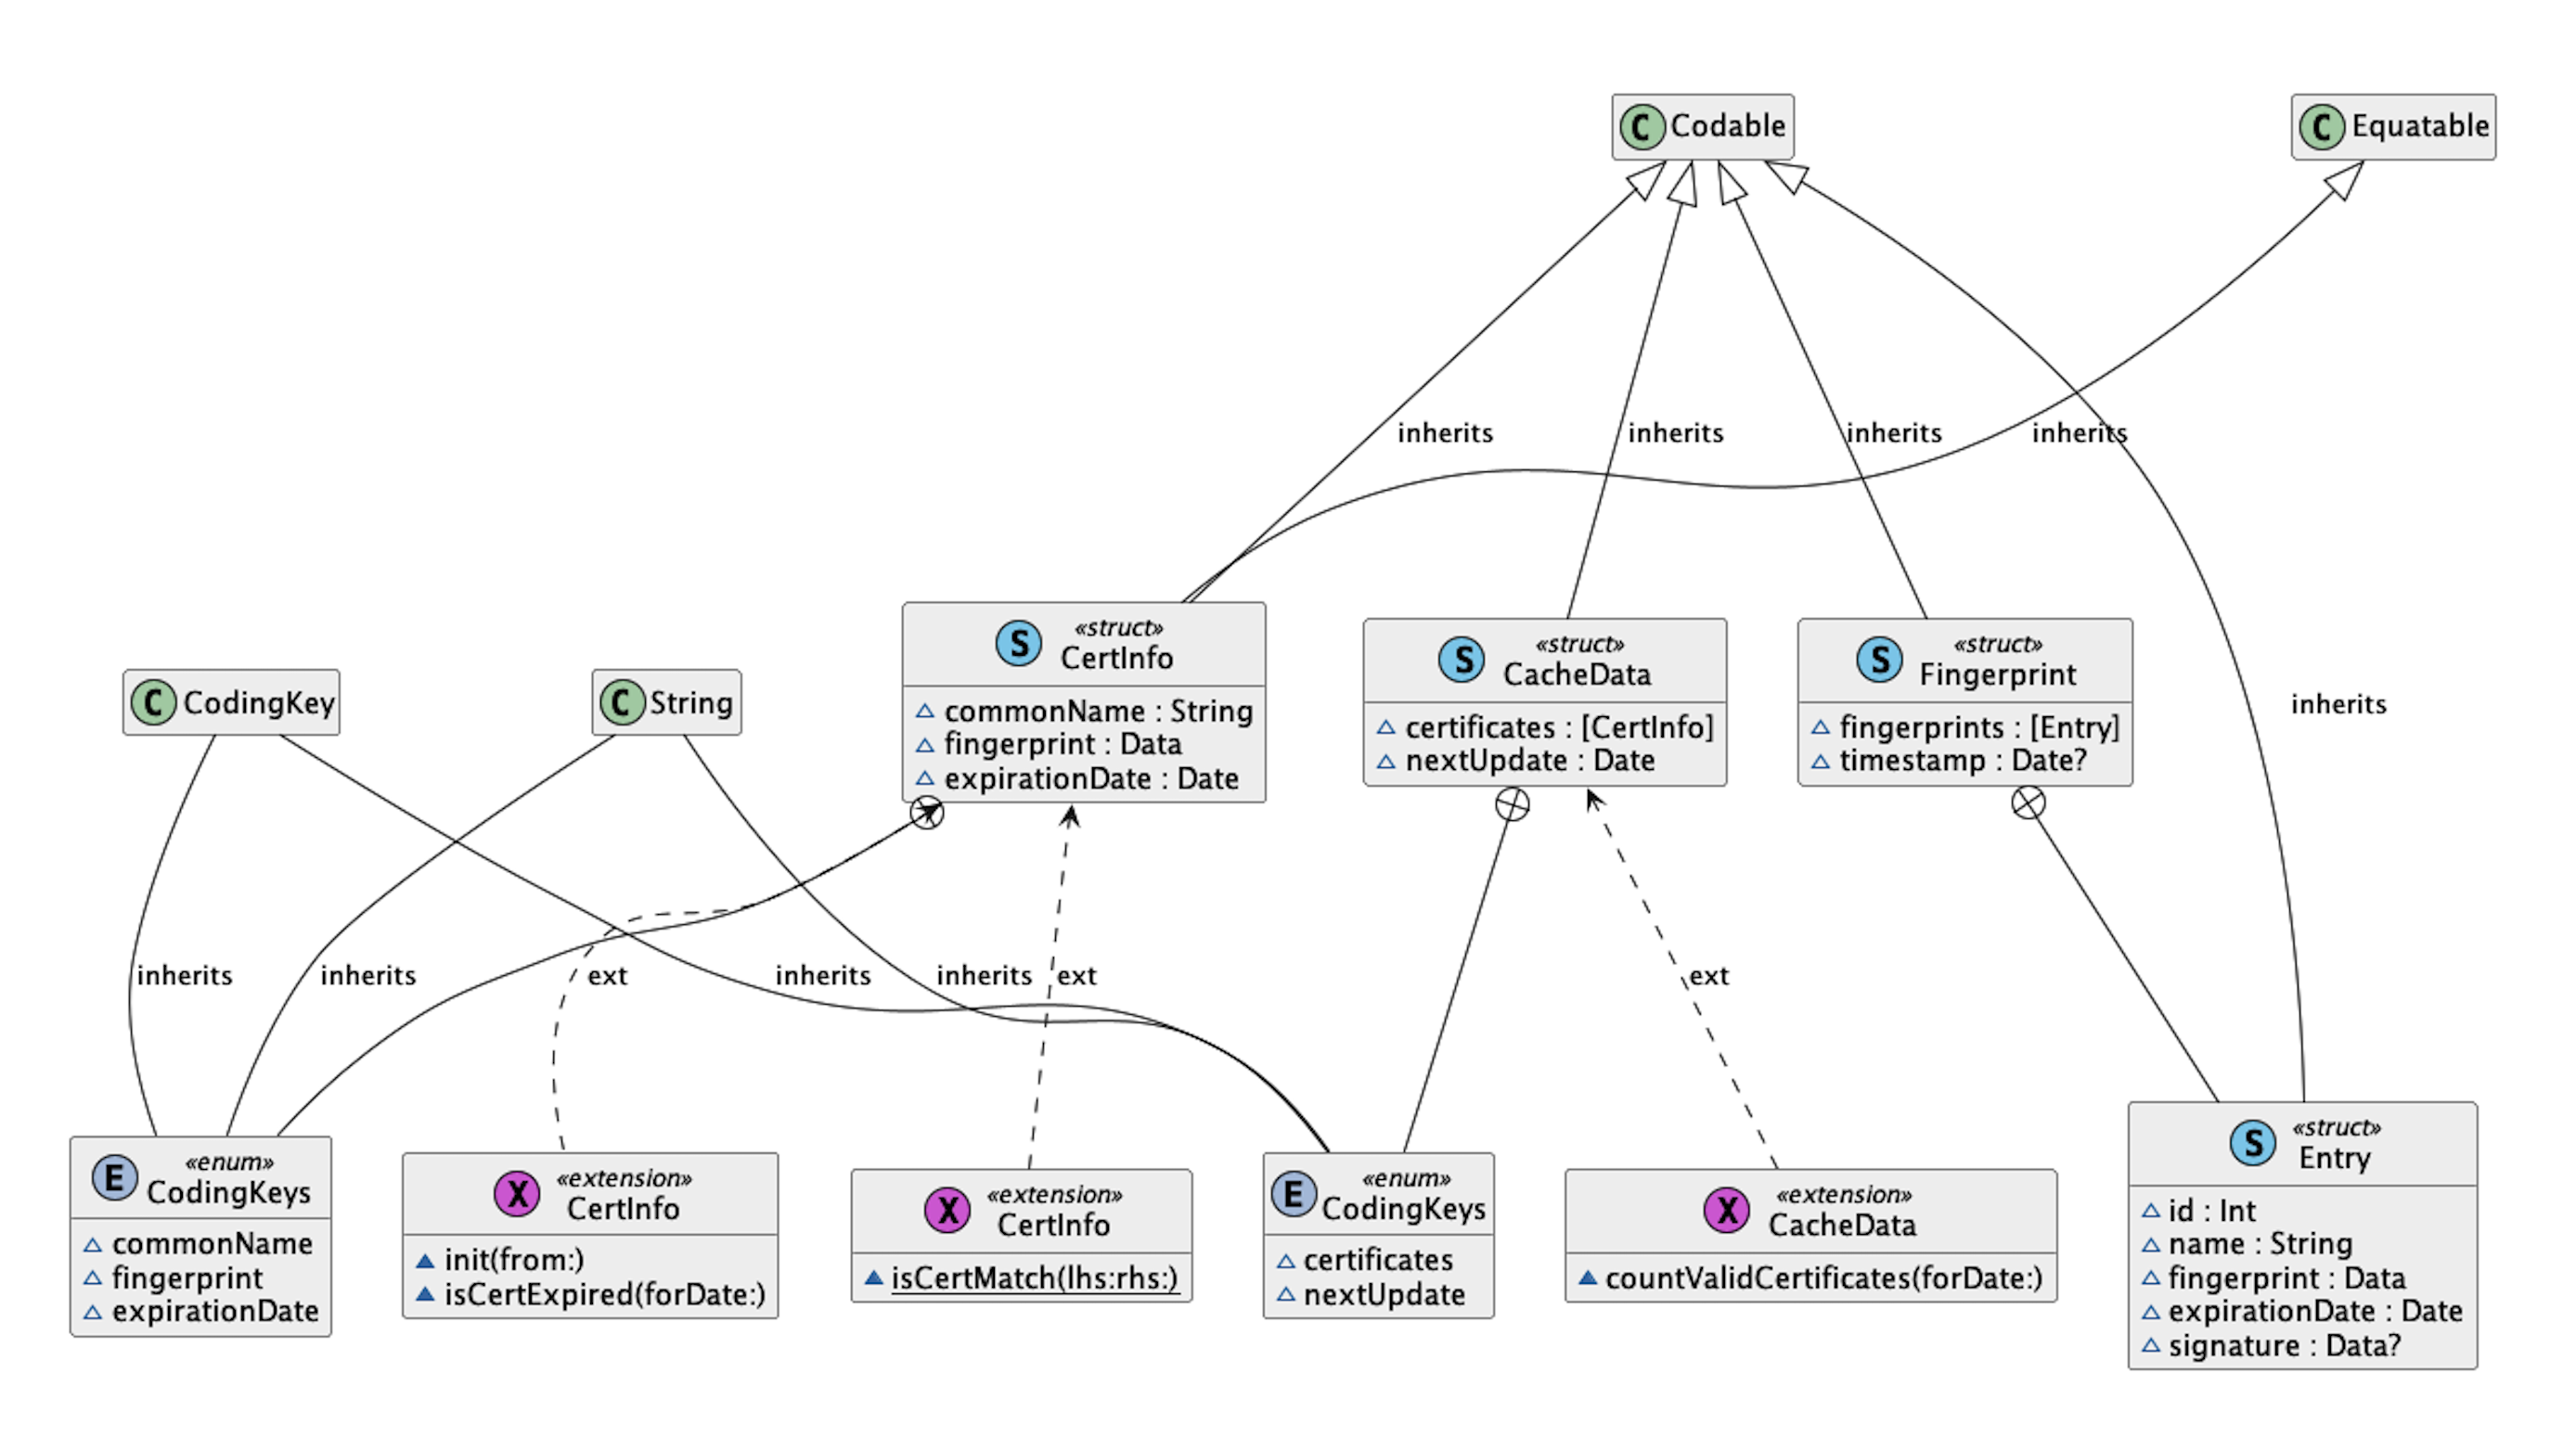 C Codable
C Equatable
inherits
inherits
inherits
inherits
S «struct»
CertInfo
commonName : String
fingerprint : Data
expirationDate : Date
S «struct»
CacheData
certificates : [CertInfo]
nextUpdate : Date
S «struct»
Fingerprint
fingerprints : [Entry]
timestamp : Date?
C CodingKey
C String
inherits
inherits
inherits
ext
inherits
inherits
ext
ext
E «enum»
CodingKeys
commonName
fingerprint
expirationDate
X «extension»
CertInfo
init(from:)
isCertExpired(forDate:)
X «extension»
CertInfo
isCertMatch(lhs:rhs:)
E «enum»
CodingKeys
certificates
nextUpdate
X «extension»
CacheData
countValidCertificates(forDate:)
S «struct»
Entry
id : Int
name : String
fingerprint : Data
expirationDate : Date
signature : Data?